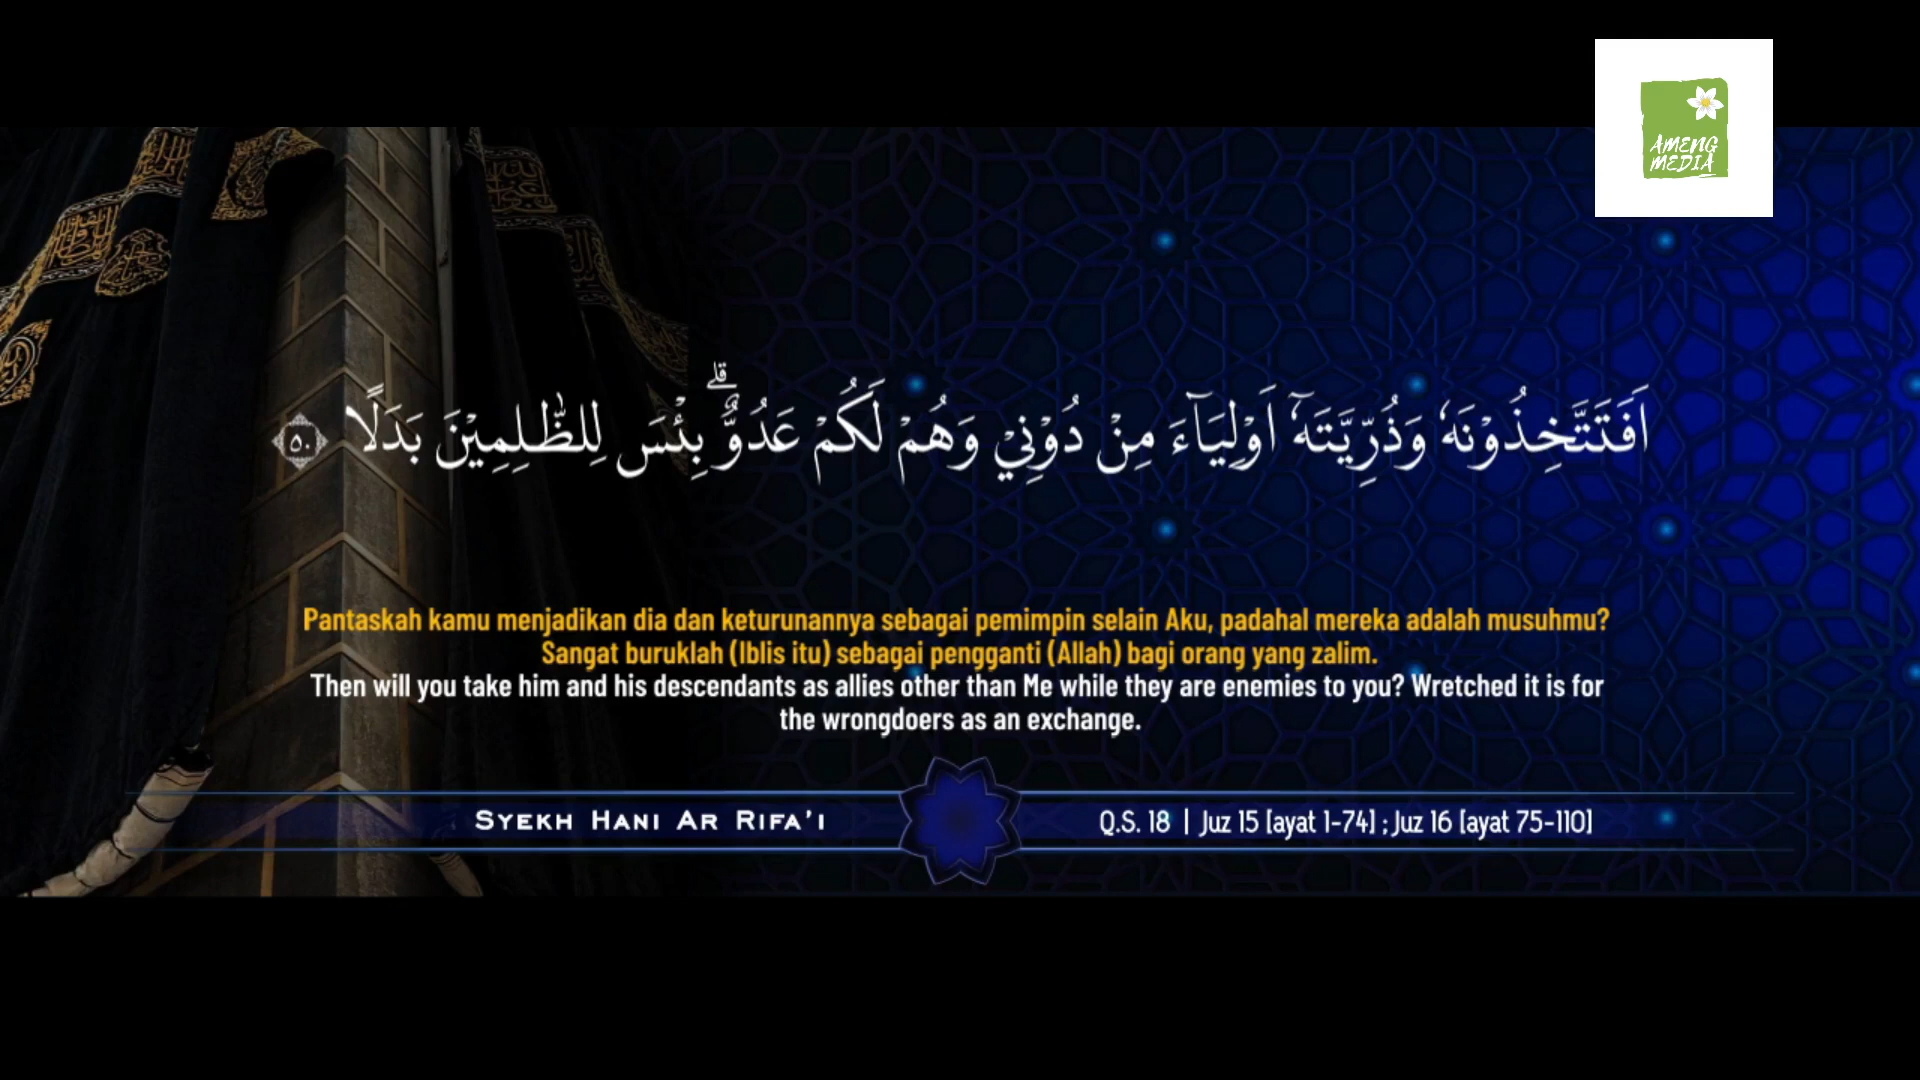 AMENG
MEDIA
اَفَتَتَّخِذُوْنَهٗ وَذُرِّيَّتَهٗٓ اَوْلِيَاۤءَ مِنْ دُوْنِيْ وَهُمْ لَكُمْ عَدُوٌّۗ بِئْسَ لِلظّٰلِمِيْنَ بَدَلًا ٥٠
Pantaskah kamu menjadikan dia dan keturunannya sebagai pemimpin selain Aku, padahal mereka adalah musuhmu?
Sangat buruklah (Iblis itu) sebagai pengganti (Allah) bagi orang yang zalim.
Then will you take him and his descendants as allies other than Me while they are enemies to you? Wretched it is for
the wrongdoers as an exchange.
Syekh Hani Ar Rifa'i
Q.S. 18 | Juz 15 [ayat 1-74] ; Juz 16 [ayat 75-110]